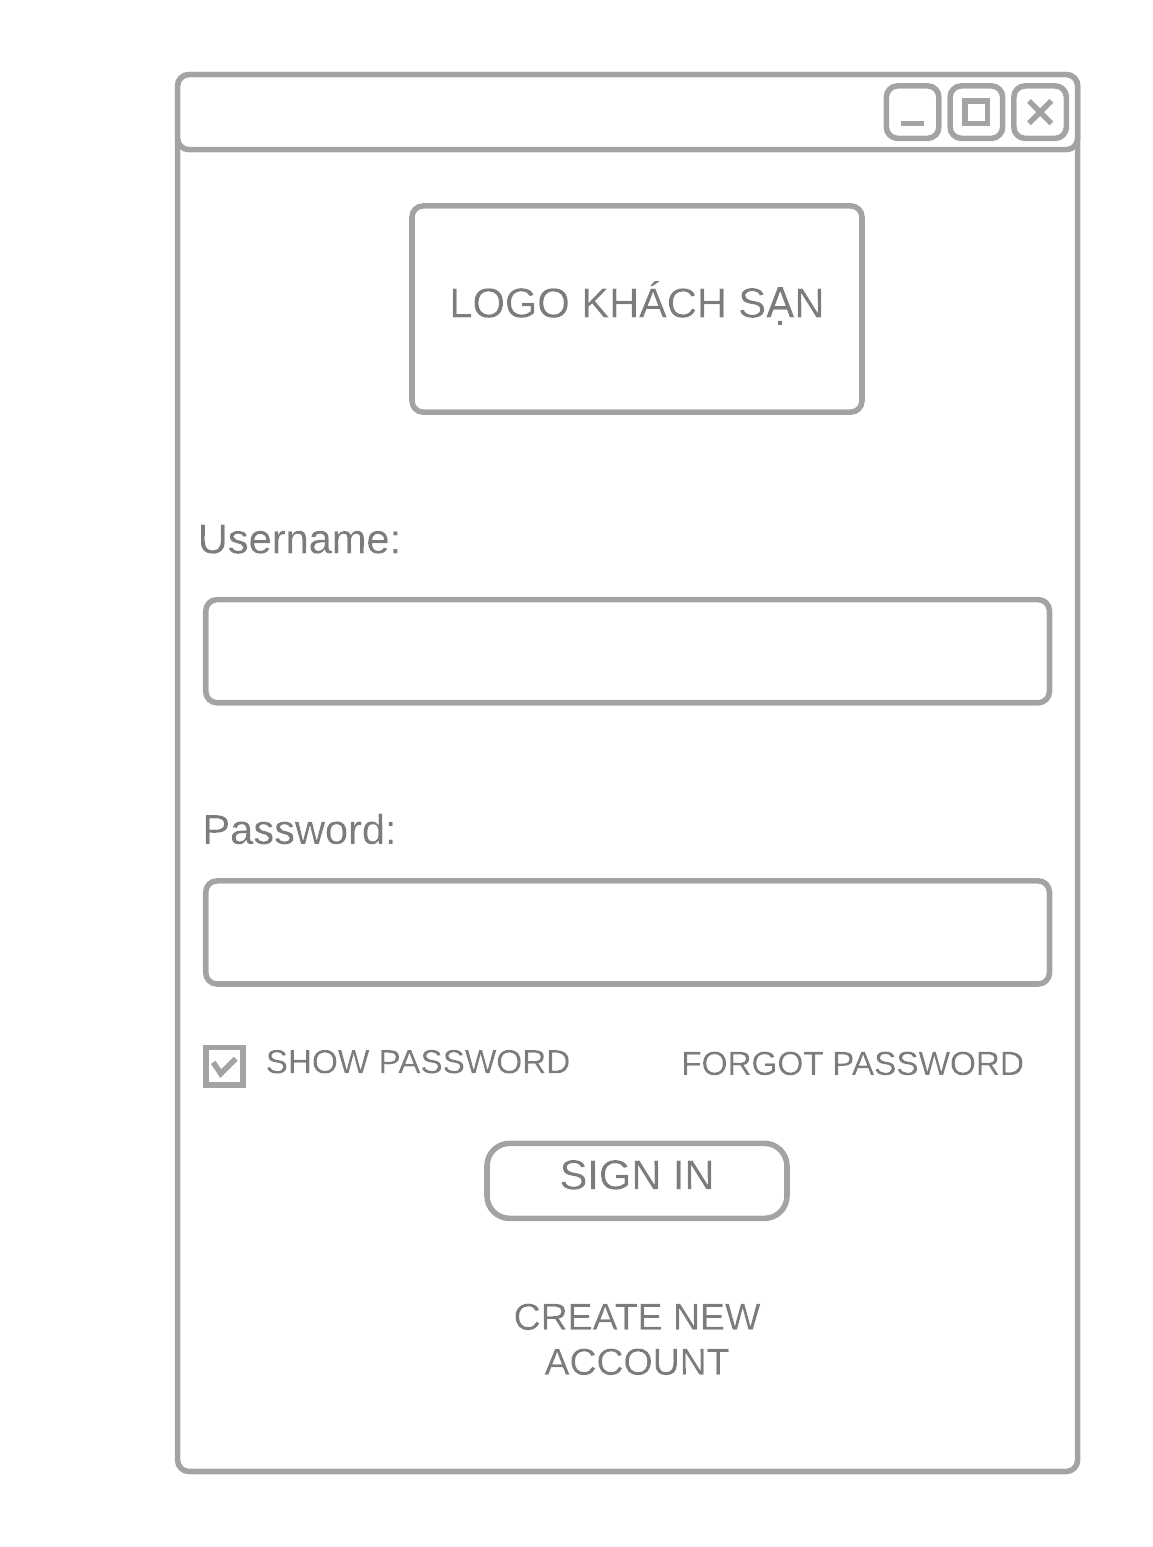 LOGO KHÁCH SẠN
Username:
Password:
SHOW PASSWORD
FORGOT PASSWORD
SIGN IN
CREATE NEW
ACCOUNT